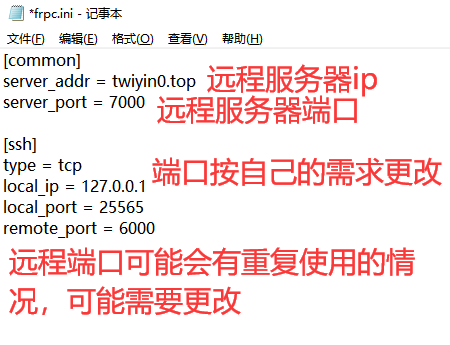 *frpc.ini - 记事本
文件(F) 编辑(E) 格式(O) 查看(V) 帮助(H)
[common]
server_addr = twiyin0.top 远程服务器ip
server_port = 7000 远程服务器端口
[ssh]
type = tcp
local_ip = 127.0.0.1 端口按自己的需求更改
local_port = 25565
remote_port = 6000
远程端口可能会有重复使用的情
况，可能需要更改